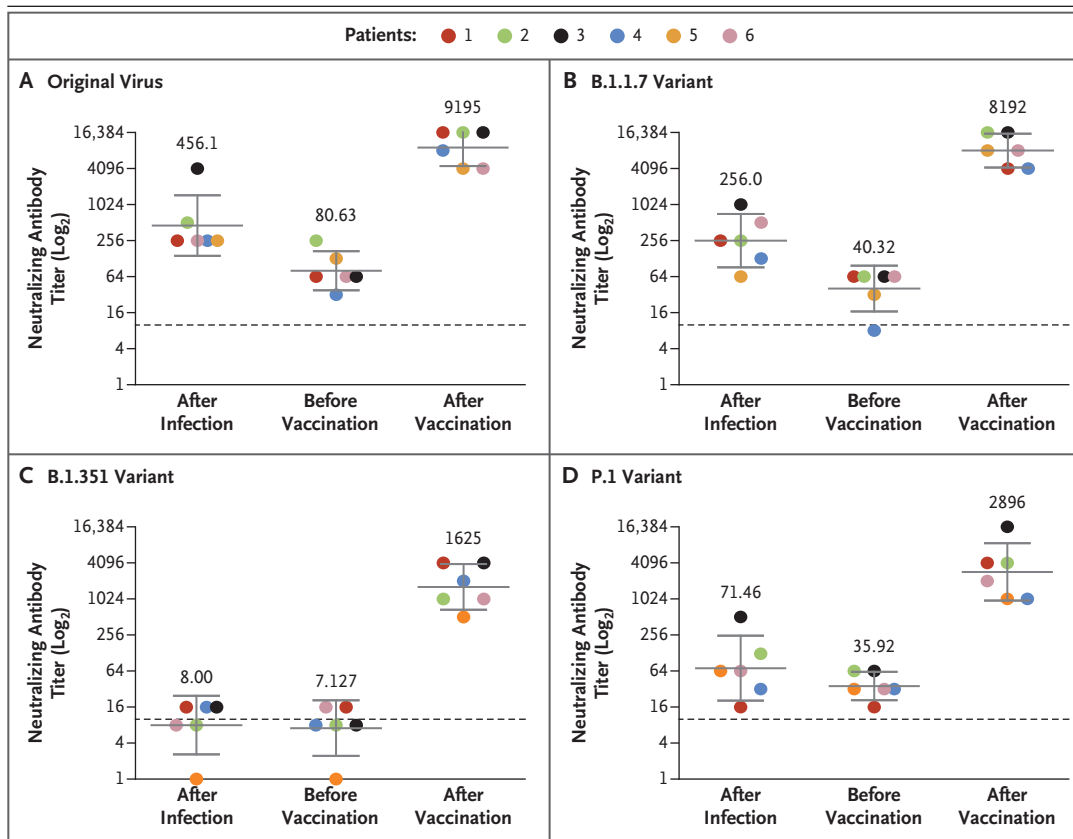 Patients: 1 2 3 4 5 6
A Original Virus
Neutralizing Antibody
Titer (Log₂)
16,384
4096
1024
256
64
16
4
1
456.1
80.63
9195
After
Infection
Before
Vaccination
After
Vaccination
B B.1.1.7 Variant
Neutralizing Antibody
Titer (Log₂)
16,384
4096
1024
256
64
16
4
1
256.0
40.32
8192
After
Infection
Before
Vaccination
After
Vaccination
C B.1.351 Variant
Neutralizing Antibody
Titer (Log₂)
16,384
4096
1024
256
64
16
4
1
8.00
7.127
1625
After
Infection
Before
Vaccination
After
Vaccination
D P.1 Variant
Neutralizing Antibody
Titer (Log₂)
16,384
4096
1024
256
64
16
4
1
71.46
35.92
2896
After
Infection
Before
Vaccination
After
Vaccination